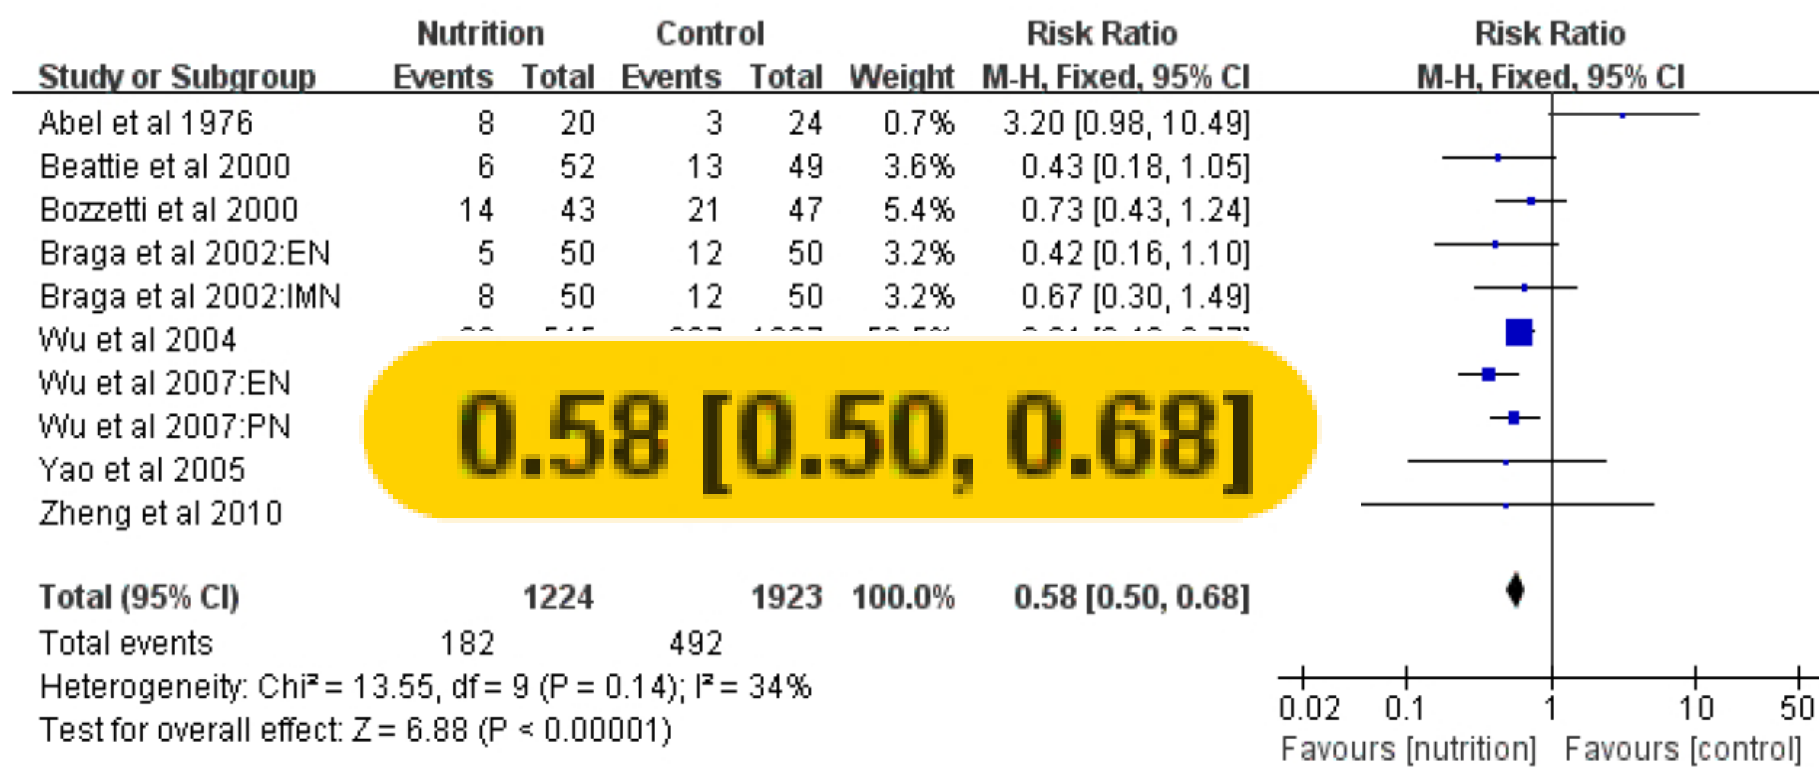 Nutrition Control Risk Ratio Risk Ratio
Study or Subgroup Events Total Events Total Weight M-H, Fixed, 95% CI M-H, Fixed, 95% CI
Abel et al 1976 8 20 3 24 0.7% 3.20 [0.98, 10.49]
Beattie et al 2000 6 52 13 49 3.6% 0.43 [0.18, 1.05]
Bozzetti et al 2000 14 43 21 47 5.4% 0.73 [0.43, 1.24]
Braga et al 2002:EN 5 50 12 50 3.2% 0.42 [0.16, 1.10]
Braga et al 2002:IMN 8 50 12 50 3.2% 0.67 [0.30, 1.49]
Wu et al 2004
Wu et al 2007:EN
0.58 [0.50, 0.68]
Wu et al 2007:PN
Yao et al 2005
Zheng et al 2010
Total (95% CI) 1224 1923 100.0% 0.58 [0.50, 0.68]
Total events 182 492
Heterogeneity: Chi² = 13.55, df = 9 (P = 0.14); I² = 34%
Test for overall effect: Z = 6.88 (P < 0.00001)
0.02 0.1 1 10 50
Favours [nutrition] Favours [control]